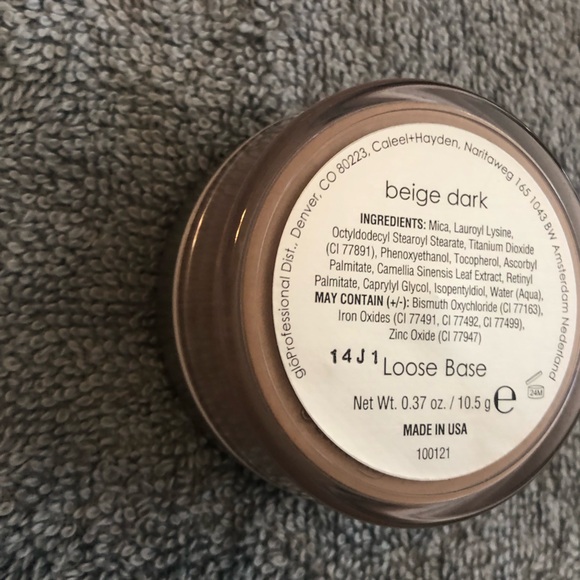 glóProfessional Dist., Denver, CO 80223, Caleel+Hayden, Naritaweg 165 1043 BW Amsterdam Nederland
beige dark
INGREDIENTS: Mica, Lauroyl Lysine,
Octyldodecyl Stearoyl Stearate, Titanium Dioxide
(CI 77891), Phenoxyethanol, Tocopherol, Ascorbyl
Palmitate, Camellia Sinensis Leaf Extract, Retinyl
Palmitate, Caprylyl Glycol, Isopentyldiol, Water (Aqua),
MAY CONTAIN (+/-): Bismuth Oxychloride (CI 77163),
Iron Oxides (CI 77491, CI 77492, CI 77499),
Zinc Oxide (CI 77947)
14J1 Loose Base
Net Wt. 0.37 oz. / 10.5 g e
24M
MADE IN USA
100121